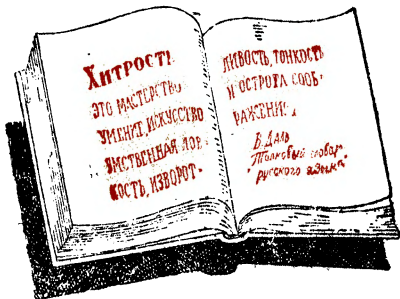 Хитрость
это мастерство
умение, искусство
умственная лов-
кость, изворот-
ливость, тонкость
и острота сооб-
ражения.
В. Даль
"Толковый словарь
русского языка"